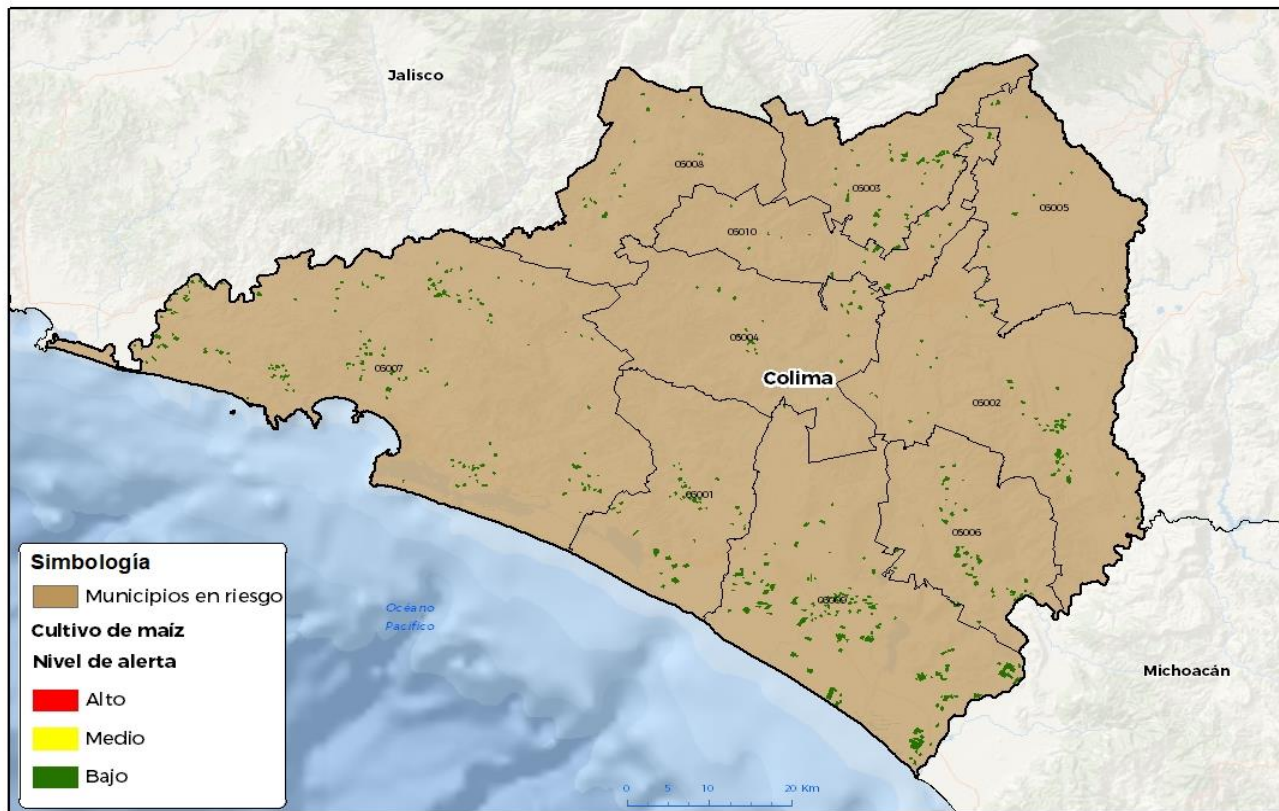 Jalisco
05008
05003
05005
05010
05004
05007
Colima
05002
05001
05006
05009
Océano
Pacífico
Michoacán
Simbología
Municipios en riesgo
Cultivo de maíz
Nivel de alerta
Alto
Medio
Bajo
0 5 10 20 Km